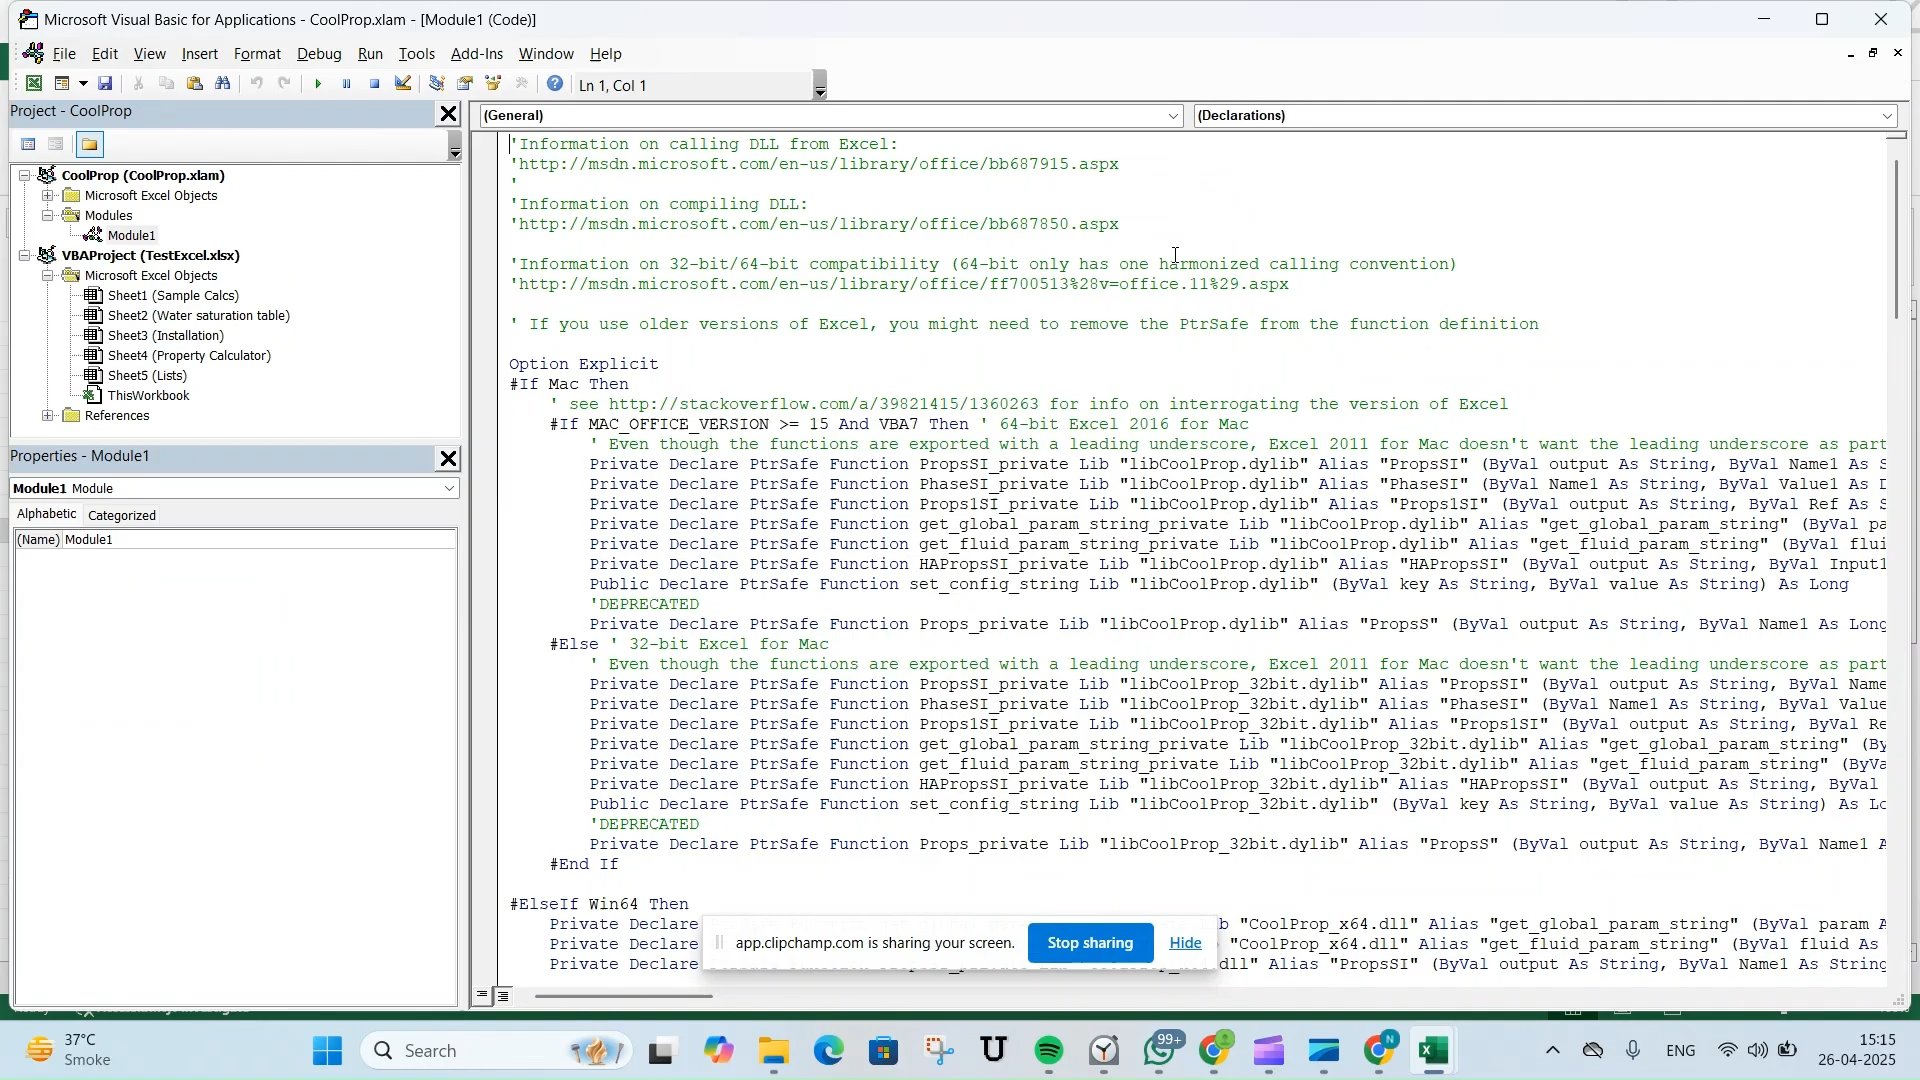 Microsoft Visual Basic for Applications - CoolProp.xlam - [Module1 (Code)]
File Edit View Insert Format Debug Run Tools Add-Ins Window Help
Ln 1, Col 1
Project - CoolProp
CoolProp (CoolProp.xlam)
Microsoft Excel Objects
Modules
Module1
VBAProject (TestExcel.xlsx)
Microsoft Excel Objects
Sheet1 (Sample Calcs)
Sheet2 (Water saturation table)
Sheet3 (Installation)
Sheet4 (Property Calculator)
Sheet5 (Lists)
ThisWorkbook
References
Properties - Module1
Module1 Module
Alphabetic Categorized
(Name) Module1
(General) (Declarations)
'Information on calling DLL from Excel:
'http://msdn.microsoft.com/en-us/library/office/bb687915.aspx
'
'Information on compiling DLL:
'http://msdn.microsoft.com/en-us/library/office/bb687850.aspx
'Information on 32-bit/64-bit compatibility (64-bit only has one harmonized calling convention)
'http://msdn.microsoft.com/en-us/library/office/ff700513%28v=office.11%29.aspx
' If you use older versions of Excel, you might need to remove the PtrSafe from the function definition
Option Explicit
#If Mac Then
' see http://stackoverflow.com/a/39821415/1360263 for info on interrogating the version of Excel
#If MAC_OFFICE_VERSION >= 15 And VBA7 Then ' 64-bit Excel 2016 for Mac
' Even though the functions are exported with a leading underscore, Excel 2011 for Mac doesn't want the leading underscore as part
Private Declare PtrSafe Function PropsSI_private Lib "libCoolProp.dylib" Alias "PropsSI" (ByVal output As String, ByVal Name1 As S
Private Declare PtrSafe Function PhaseSI_private Lib "libCoolProp.dylib" Alias "PhaseSI" (ByVal Name1 As String, ByVal Value1 As D
Private Declare PtrSafe Function Props1SI_private Lib "libCoolProp.dylib" Alias "Props1SI" (ByVal output As String, ByVal Ref As S
Private Declare PtrSafe Function get_global_param_string_private Lib "libCoolProp.dylib" Alias "get_global_param_string" (ByVal pa
Private Declare PtrSafe Function get_fluid_param_string_private Lib "libCoolProp.dylib" Alias "get_fluid_param_string" (ByVal flui
Private Declare PtrSafe Function HAPropsSI_private Lib "libCoolProp.dylib" Alias "HAPropsSI" (ByVal output As String, ByVal Input1
Public Declare PtrSafe Function set_config_string Lib "libCoolProp.dylib" (ByVal key As String, ByVal value As String) As Long
'DEPRECATED
Private Declare PtrSafe Function Props_private Lib "libCoolProp.dylib" Alias "PropsS" (ByVal output As String, ByVal Name1 As Long
#Else ' 32-bit Excel for Mac
' Even though the functions are exported with a leading underscore, Excel 2011 for Mac doesn't want the leading underscore as part
Private Declare PtrSafe Function PropsSI_private Lib "libCoolProp_32bit.dylib" Alias "PropsSI" (ByVal output As String, ByVal Name
Private Declare PtrSafe Function PhaseSI_private Lib "libCoolProp_32bit.dylib" Alias "PhaseSI" (ByVal Name1 As String, ByVal Value
Private Declare PtrSafe Function Props1SI_private Lib "libCoolProp_32bit.dylib" Alias "Props1SI" (ByVal output As String, ByVal Re
Private Declare PtrSafe Function get_global_param_string_private Lib "libCoolProp_32bit.dylib" Alias "get_global_param_string" (By
Private Declare PtrSafe Function get_fluid_param_string_private Lib "libCoolProp_32bit.dylib" Alias "get_fluid_param_string" (ByVa
Private Declare PtrSafe Function HAPropsSI_private Lib "libCoolProp_32bit.dylib" Alias "HAPropsSI" (ByVal output As String, ByVal
Public Declare PtrSafe Function set_config_string Lib "libCoolProp_32bit.dylib" (ByVal key As String, ByVal value As String) As Lo
'DEPRECATED
Private Declare PtrSafe Function Props_private Lib "libCoolProp_32bit.dylib" Alias "PropsS" (ByVal output As String, ByVal Name1 A
#End If
#ElseIf Win64 Then
Private Declare b "CoolProp_x64.dll" Alias "get_global_param_string" (ByVal param A
Private Declare "CoolProp_x64.dll" Alias "get_fluid_param_string" (ByVal fluid As
Private Declare dll" Alias "PropsSI" (ByVal output As String, ByVal Name1 As String
app.clipchamp.com is sharing your screen. Stop sharing Hide
37°C
Smoke
Search
99+
N
ENG
15:15
26-04-2025